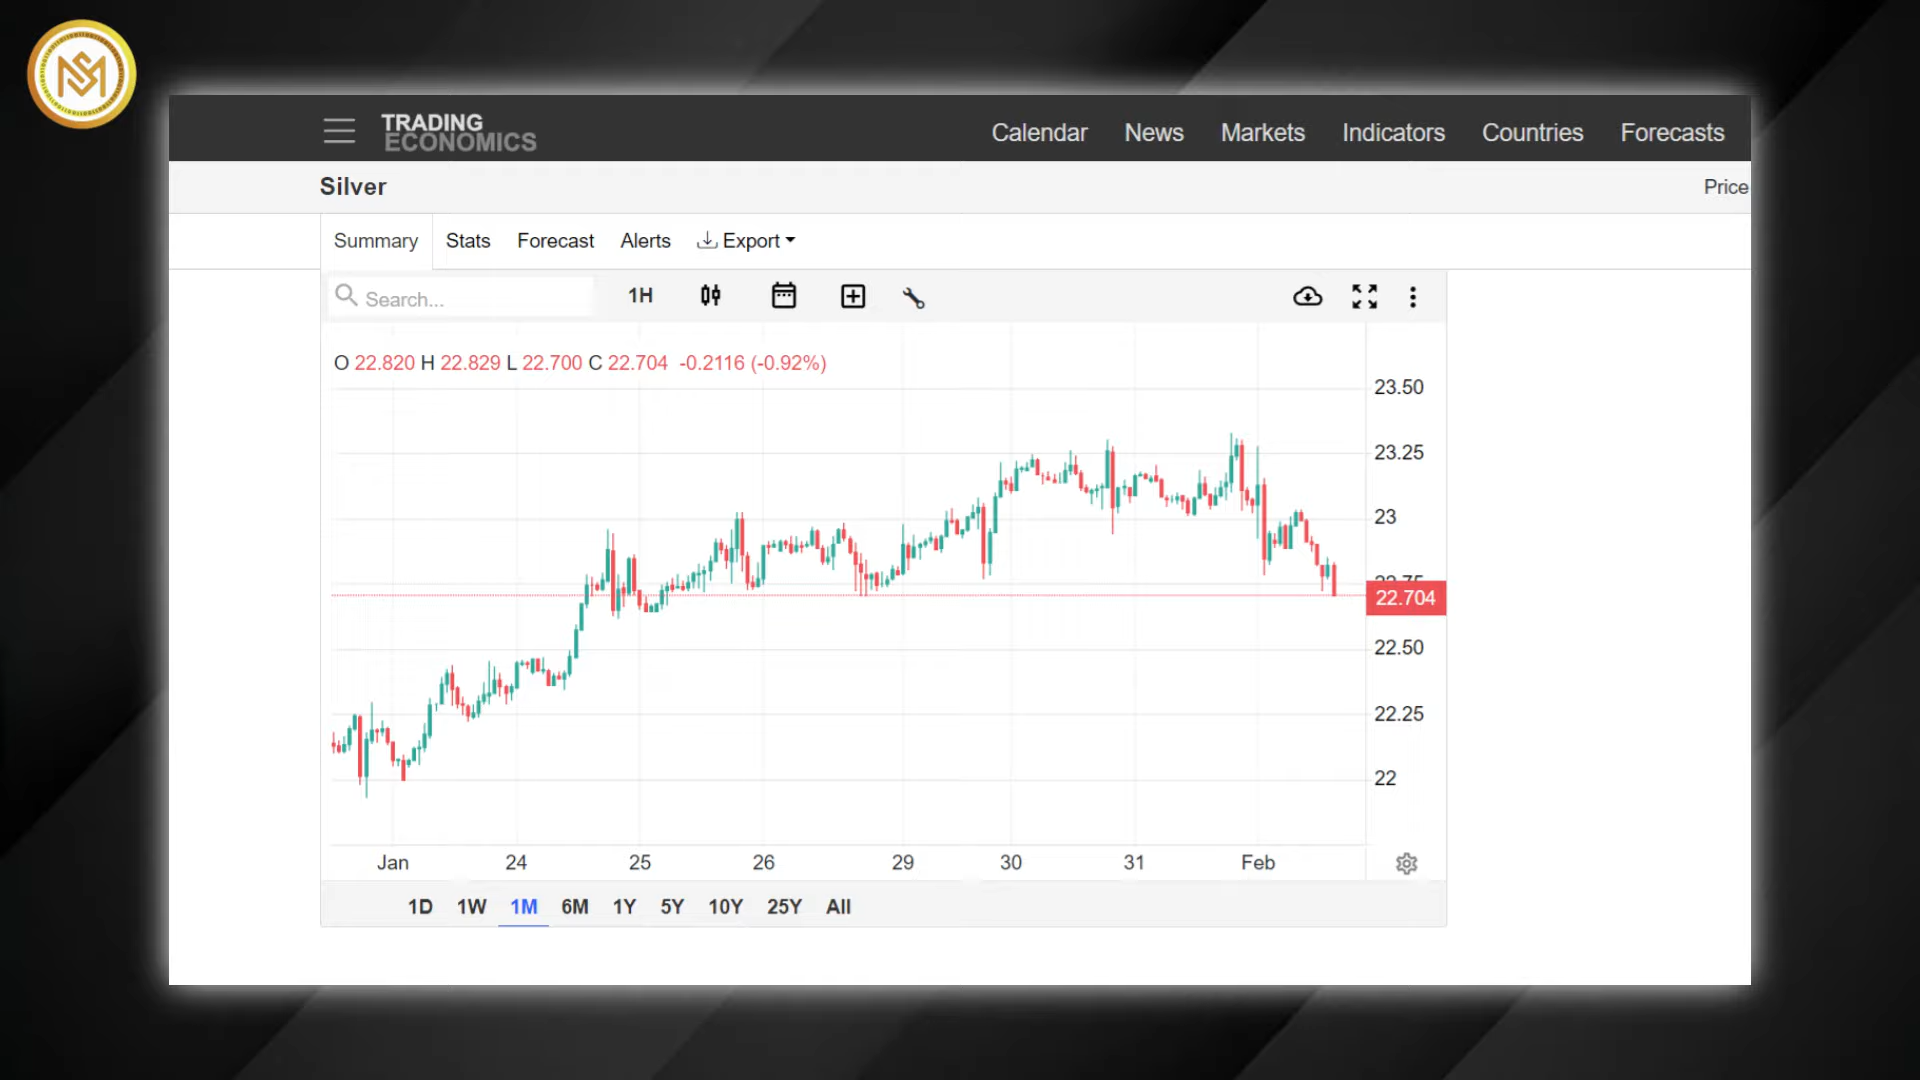 TRADING
ECONOMICS
Calendar News Markets Indicators Countries Forecasts
Silver
Price
Summary Stats Forecast Alerts Export
Search...
1H
O 22.820 H 22.829 L 22.700 C 22.704 -0.2116 (-0.92%)
23.50
23.25
23
22.75
22.704
22.50
22.25
22
Jan 24 25 26 29 30 31 Feb
1D 1W 1M 6M 1Y 5Y 10Y 25Y All